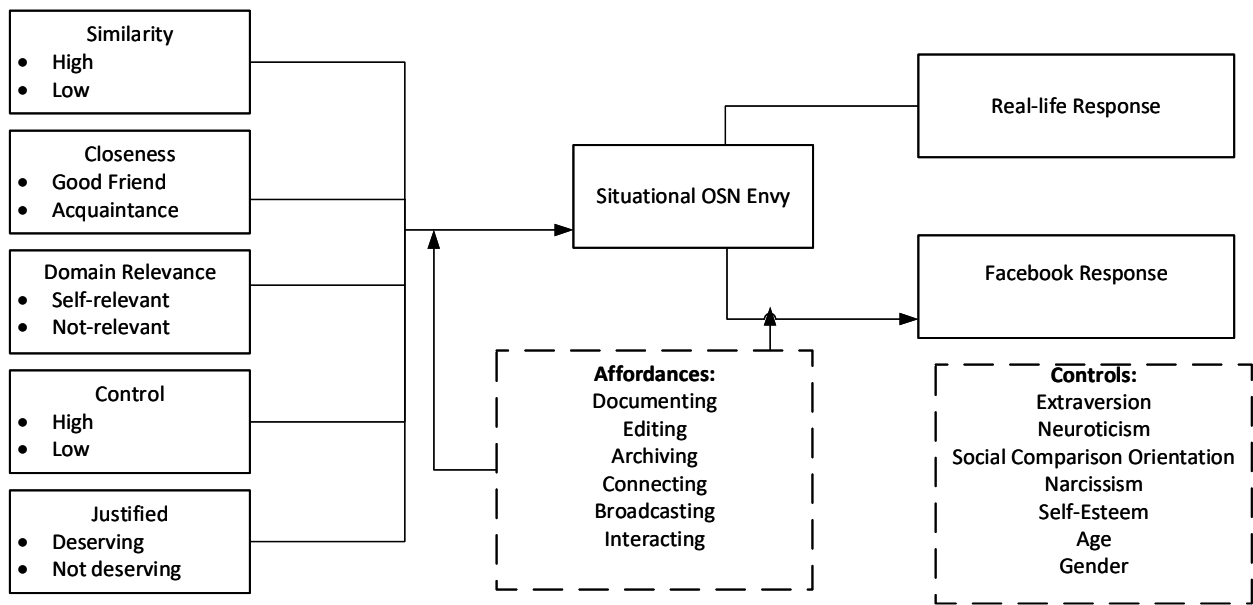 Similarity
• High
• Low
Closeness
• Good Friend
• Acquaintance
Domain Relevance
• Self-relevant
• Not-relevant
Control
• High
• Low
Justified
• Deserving
• Not deserving
Situational OSN Envy
Affordances:
Documenting
Editing
Archiving
Connecting
Broadcasting
Interacting
Real-life Response
Facebook Response
Controls:
Extraversion
Neuroticism
Social Comparison Orientation
Narcissism
Self-Esteem
Age
Gender